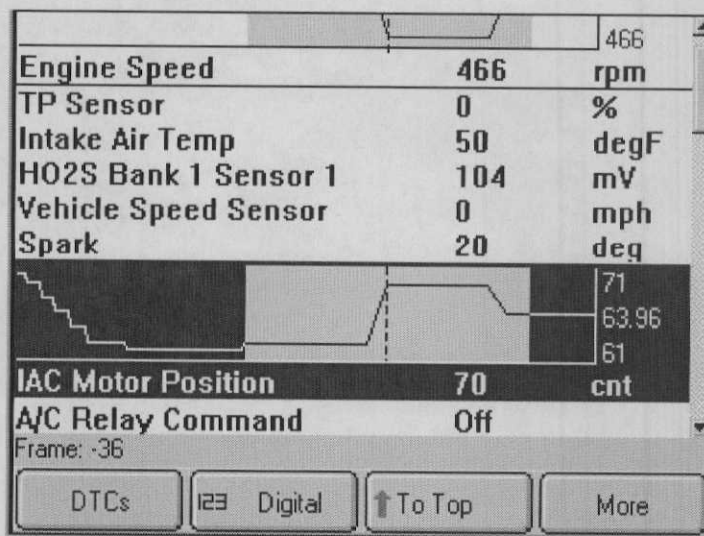 466
Engine Speed 466 rpm
TP Sensor 0 %
Intake Air Temp 50 degF
HO2S Bank 1 Sensor 1 104 mV
Vehicle Speed Sensor 0 mph
Spark 20 deg
71
63.96
61
IAC Motor Position 70 cnt
A/C Relay Command Off
Frame: -36
DTCs 123 Digital To Top More